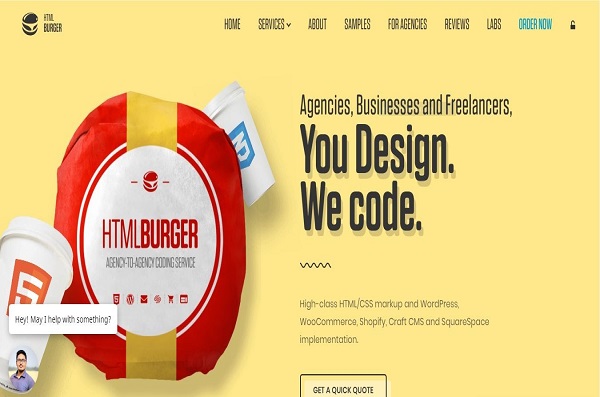 HTML
BURGER
HOME SERVICES ABOUT SAMPLES FOR AGENCIES REVIEWS LABS ORDER NOW
Agencies, Businesses and Freelancers,
You Design.
We code.
HTMLBURGER
AGENCY-TO-AGENCY CODING SERVICE
5
5
High-class HTML/CSS markup and WordPress,
WooCommerce, Shopify, Craft CMS and SquareSpace
implementation.
Hey! May I help with something?
GET A QUICK QUOTE